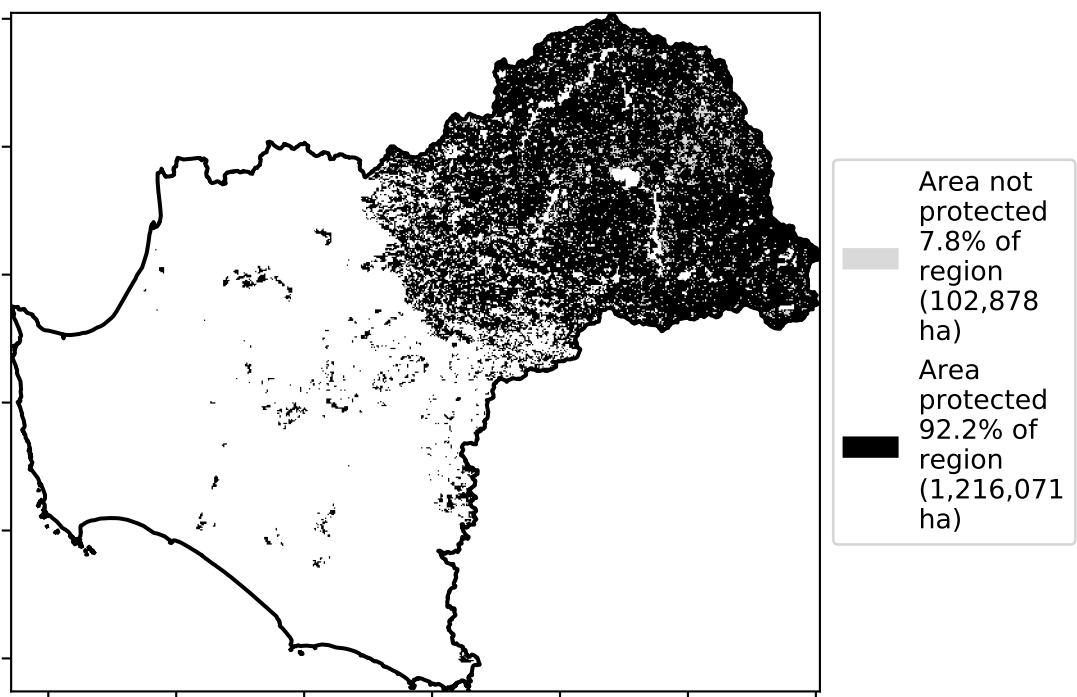 Area not
protected
7.8% of
region
(102,878
ha)
Area
protected
92.2% of
region
(1,216,071
ha)